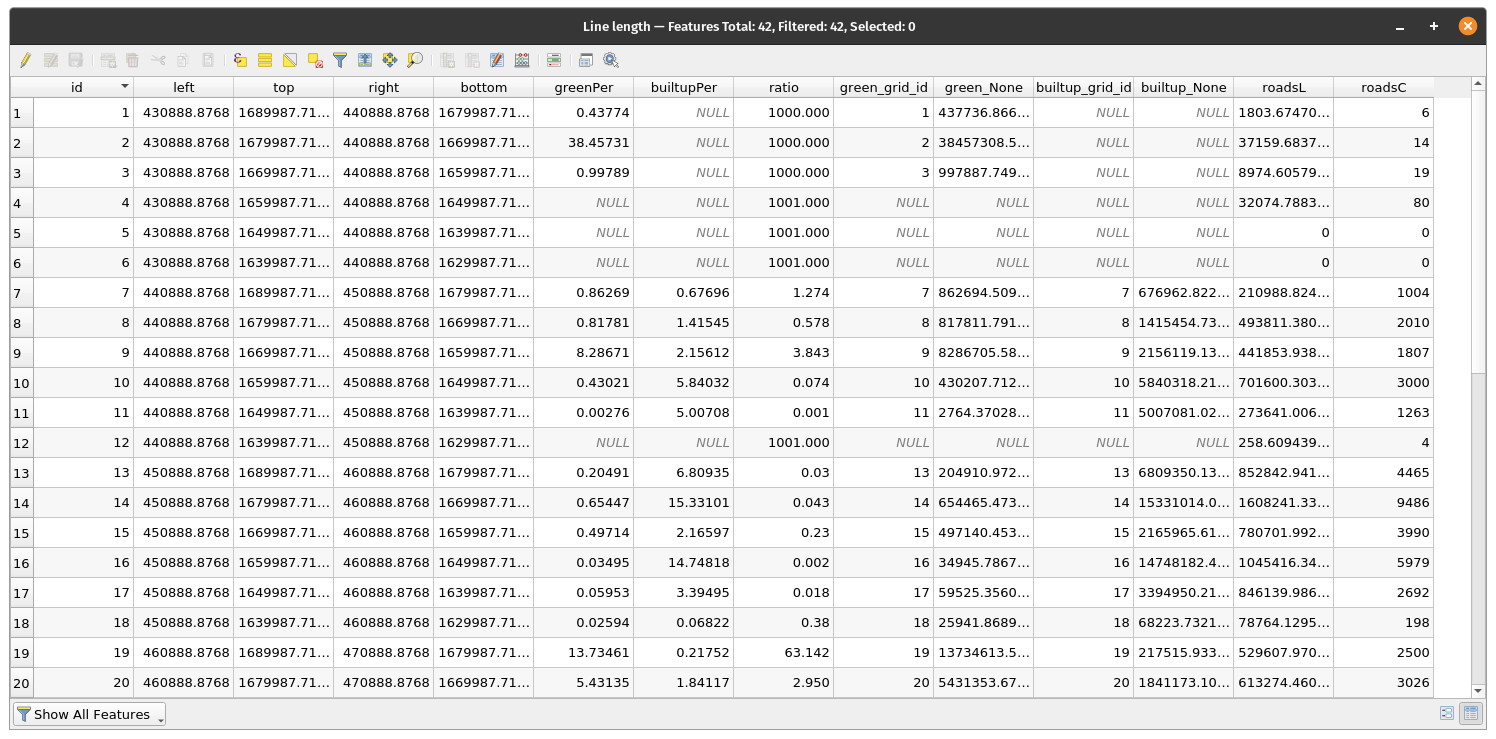 Line length — Features Total: 42, Filtered: 42, Selected: 0
id left top right bottom greenPer builtupPer ratio green_grid_id green_None builtup_grid_id builtup_None roadsL roadsC
1 1 430888.8768 1689987.71... 440888.8768 1679987.71... 0.43774 NULL 1000.000 1 437736.866... NULL NULL 1803.67470... 6
2 2 430888.8768 1679987.71... 440888.8768 1669987.71... 38.45731 NULL 1000.000 2 38457308.5... NULL NULL 37159.6837... 14
3 3 430888.8768 1669987.71... 440888.8768 1659987.71... 0.99789 NULL 1000.000 3 997887.749... NULL NULL 8974.60579... 19
4 4 430888.8768 1659987.71... 440888.8768 1649987.71... NULL NULL 1001.000 NULL NULL NULL NULL 32074.7883... 80
5 5 430888.8768 1649987.71... 440888.8768 1639987.71... NULL NULL 1001.000 NULL NULL NULL NULL 0 0
6 6 430888.8768 1639987.71... 440888.8768 1629987.71... NULL NULL 1001.000 NULL NULL NULL NULL 0 0
7 7 440888.8768 1689987.71... 450888.8768 1679987.71... 0.86269 0.67696 1.274 7 862694.509... 7 676962.822... 210988.824... 1004
8 8 440888.8768 1679987.71... 450888.8768 1669987.71... 0.81781 1.41545 0.578 8 817811.791... 8 1415454.73... 493811.380... 2010
9 9 440888.8768 1669987.71... 450888.8768 1659987.71... 8.28671 2.15612 3.843 9 8286705.58... 9 2156119.13... 441853.938... 1807
10 10 440888.8768 1659987.71... 450888.8768 1649987.71... 0.43021 5.84032 0.074 10 430207.712... 10 5840318.21... 701600.303... 3000
11 11 440888.8768 1649987.71... 450888.8768 1639987.71... 0.00276 5.00708 0.001 11 2764.37028... 11 5007081.02... 273641.006... 1263
12 12 440888.8768 1639987.71... 450888.8768 1629987.71... NULL NULL 1001.000 NULL NULL NULL NULL 258.609439... 4
13 13 450888.8768 1689987.71... 460888.8768 1679987.71... 0.20491 6.80935 0.03 13 204910.972... 13 6809350.13... 852842.941... 4465
14 14 450888.8768 1679987.71... 460888.8768 1669987.71... 0.65447 15.33101 0.043 14 654465.473... 14 15331014.0... 1608241.33... 9486
15 15 450888.8768 1669987.71... 460888.8768 1659987.71... 0.49714 2.16597 0.23 15 497140.453... 15 2165965.61... 780701.992... 3990
16 16 450888.8768 1659987.71... 460888.8768 1649987.71... 0.03495 14.74818 0.002 16 34945.7867... 16 14748182.4... 1045416.34... 5979
17 17 450888.8768 1649987.71... 460888.8768 1639987.71... 0.05953 3.39495 0.018 17 59525.3560... 17 3394950.21... 846139.986... 2692
18 18 450888.8768 1639987.71... 460888.8768 1629987.71... 0.02594 0.06822 0.38 18 25941.8689... 18 68223.7321... 78764.1295... 198
19 19 460888.8768 1689987.71... 470888.8768 1679987.71... 13.73461 0.21752 63.142 19 13734613.5... 19 217515.933... 529607.970... 2500
20 20 460888.8768 1679987.71... 470888.8768 1669987.71... 5.43135 1.84117 2.950 20 5431353.67... 20 1841173.10... 613274.460... 3026
Show All Features